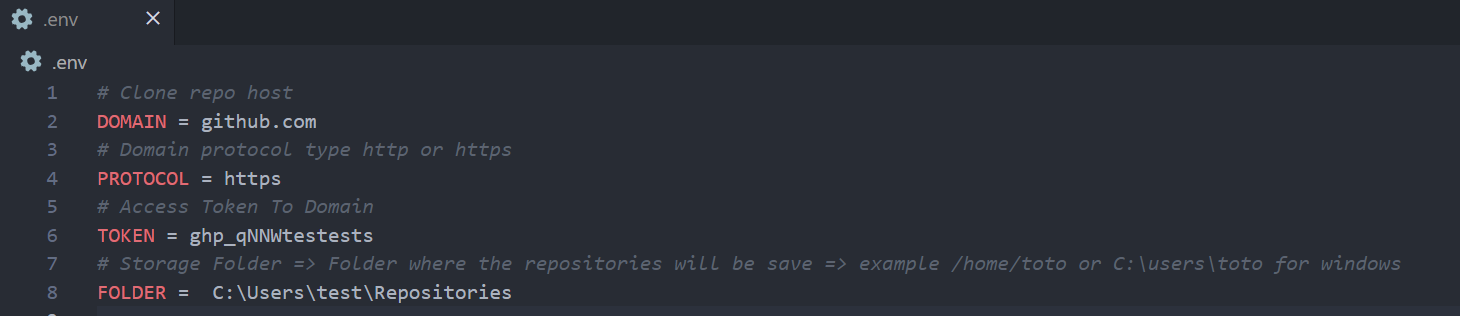 .env ×
.env
1 # Clone repo host
2 DOMAIN = github.com
3 # Domain protocol type http or https
4 PROTOCOL = https
5 # Access Token To Domain
6 TOKEN = ghp_qNNWtestests
7 # Storage Folder => Folder where the repositories will be save => example /home/toto or C:\users\toto for windows
8 FOLDER =  C:\Users\test\Repositories